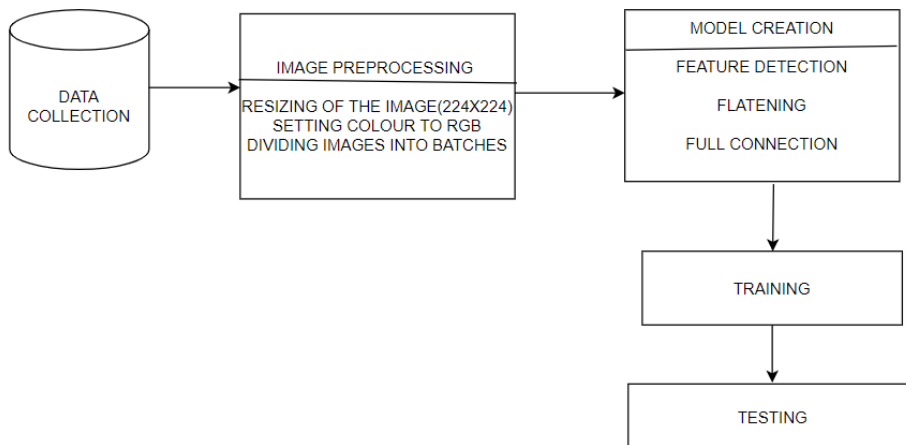 DATA
COLLECTION
IMAGE PREPROCESSING
RESIZING OF THE IMAGE(224X224)
SETTING COLOUR TO RGB
DIVIDING IMAGES INTO BATCHES
MODEL CREATION
FEATURE DETECTION
FLATENING
FULL CONNECTION
TRAINING
TESTING